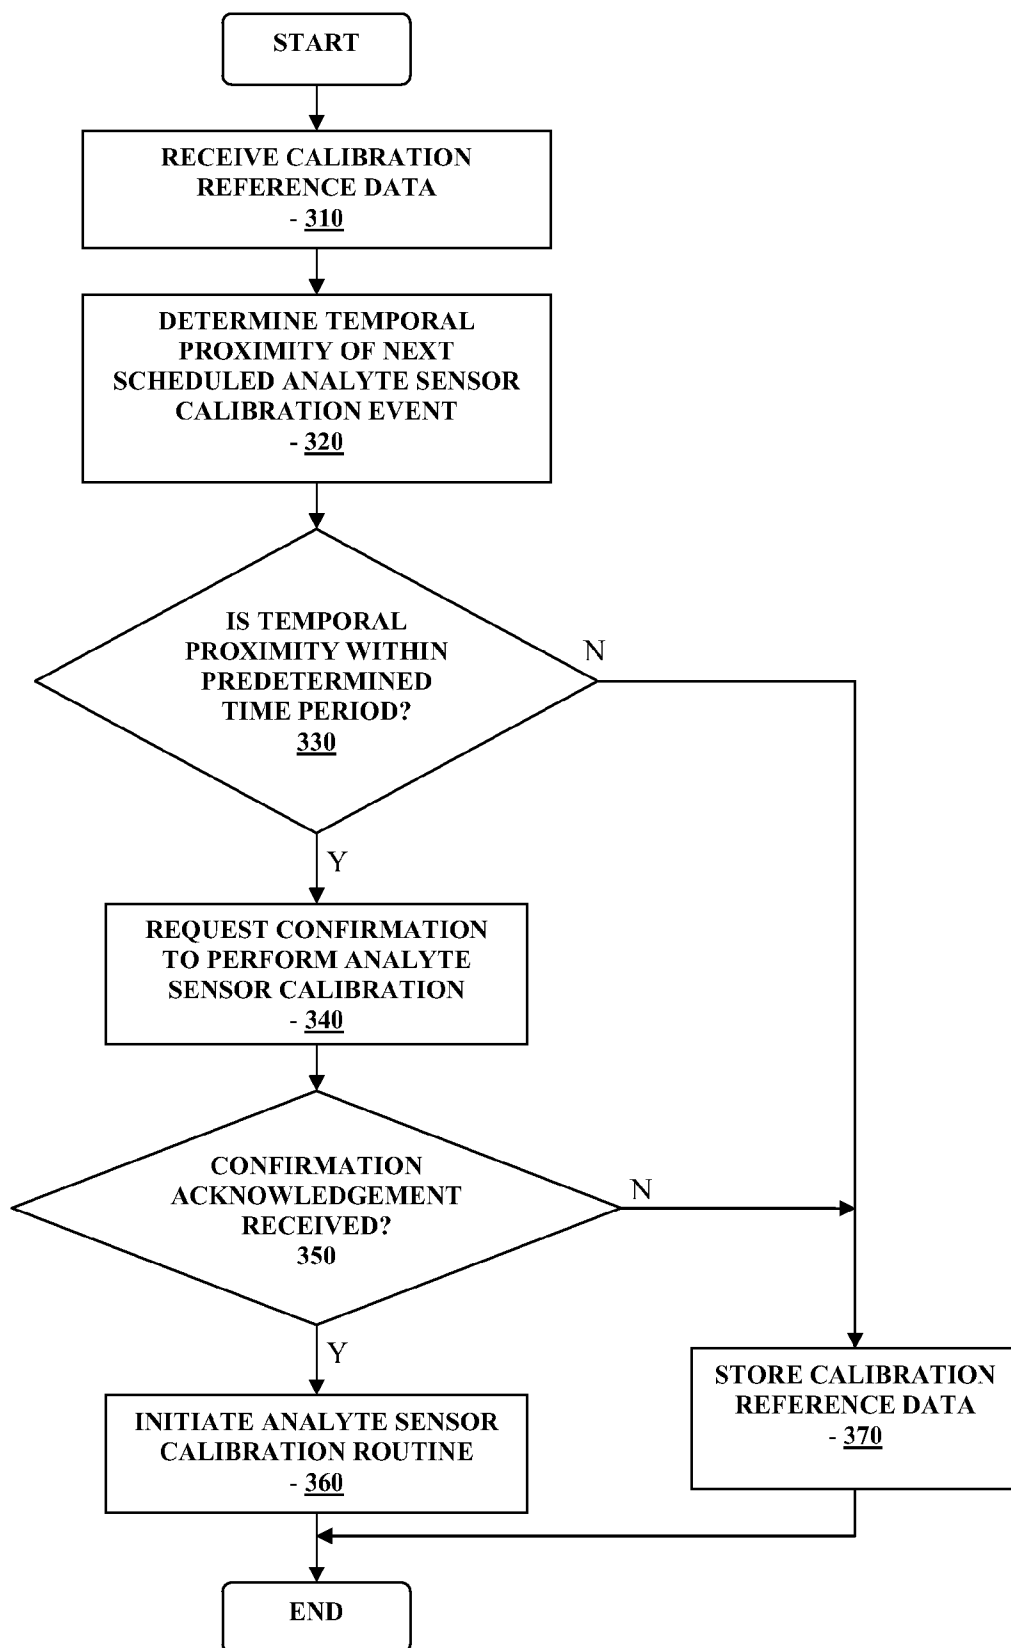 START
RECEIVE CALIBRATION
REFERENCE DATA
- 310
DETERMINE TEMPORAL
PROXIMITY OF NEXT
SCHEDULED ANALYTE SENSOR
CALIBRATION EVENT
- 320
IS TEMPORAL
PROXIMITY WITHIN
PREDETERMINED
TIME PERIOD?
330
N
Y
REQUEST CONFIRMATION
TO PERFORM ANALYTE
SENSOR CALIBRATION
- 340
CONFIRMATION
ACKNOWLEDGEMENT
RECEIVED?
350
N
Y
INITIATE ANALYTE SENSOR
CALIBRATION ROUTINE
- 360
STORE CALIBRATION
REFERENCE DATA
- 370
END